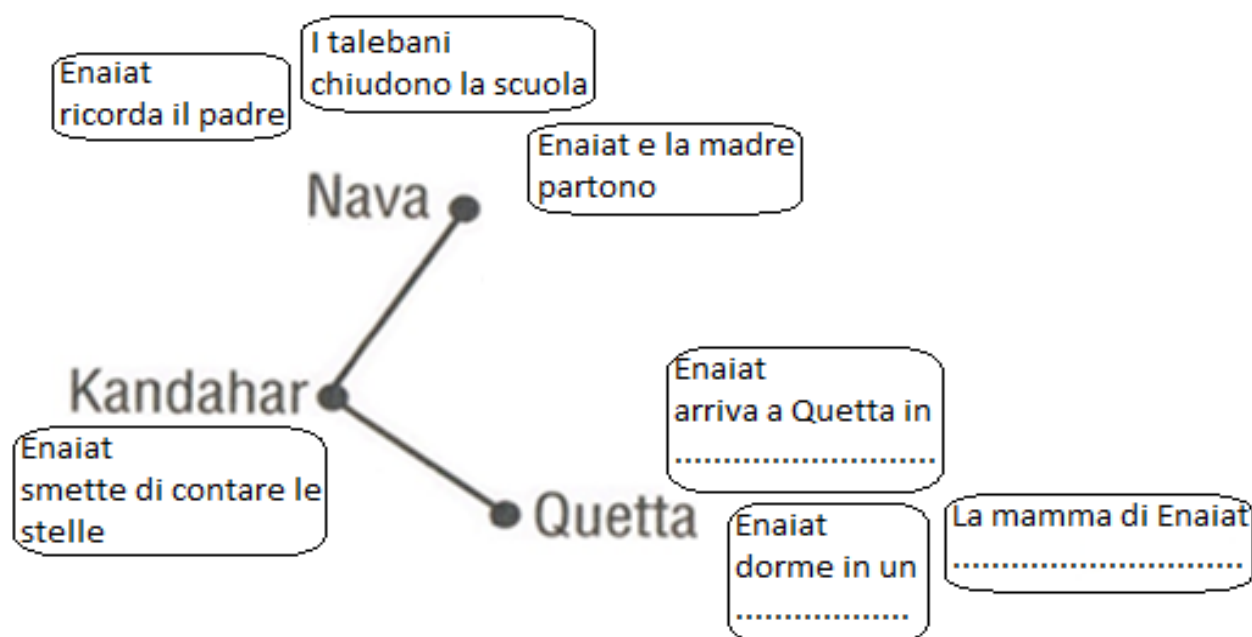 I talebani
chiudono la scuola
Enaiat
ricorda il padre
Enaiat e la madre
partono
Nava
Kandahar
Enaiat
smette di contare le
stelle
Enaiat
arriva a Quetta in
...........................
Quetta
Enaiat
dorme in un
..................
La mamma di Enaiat
..............................